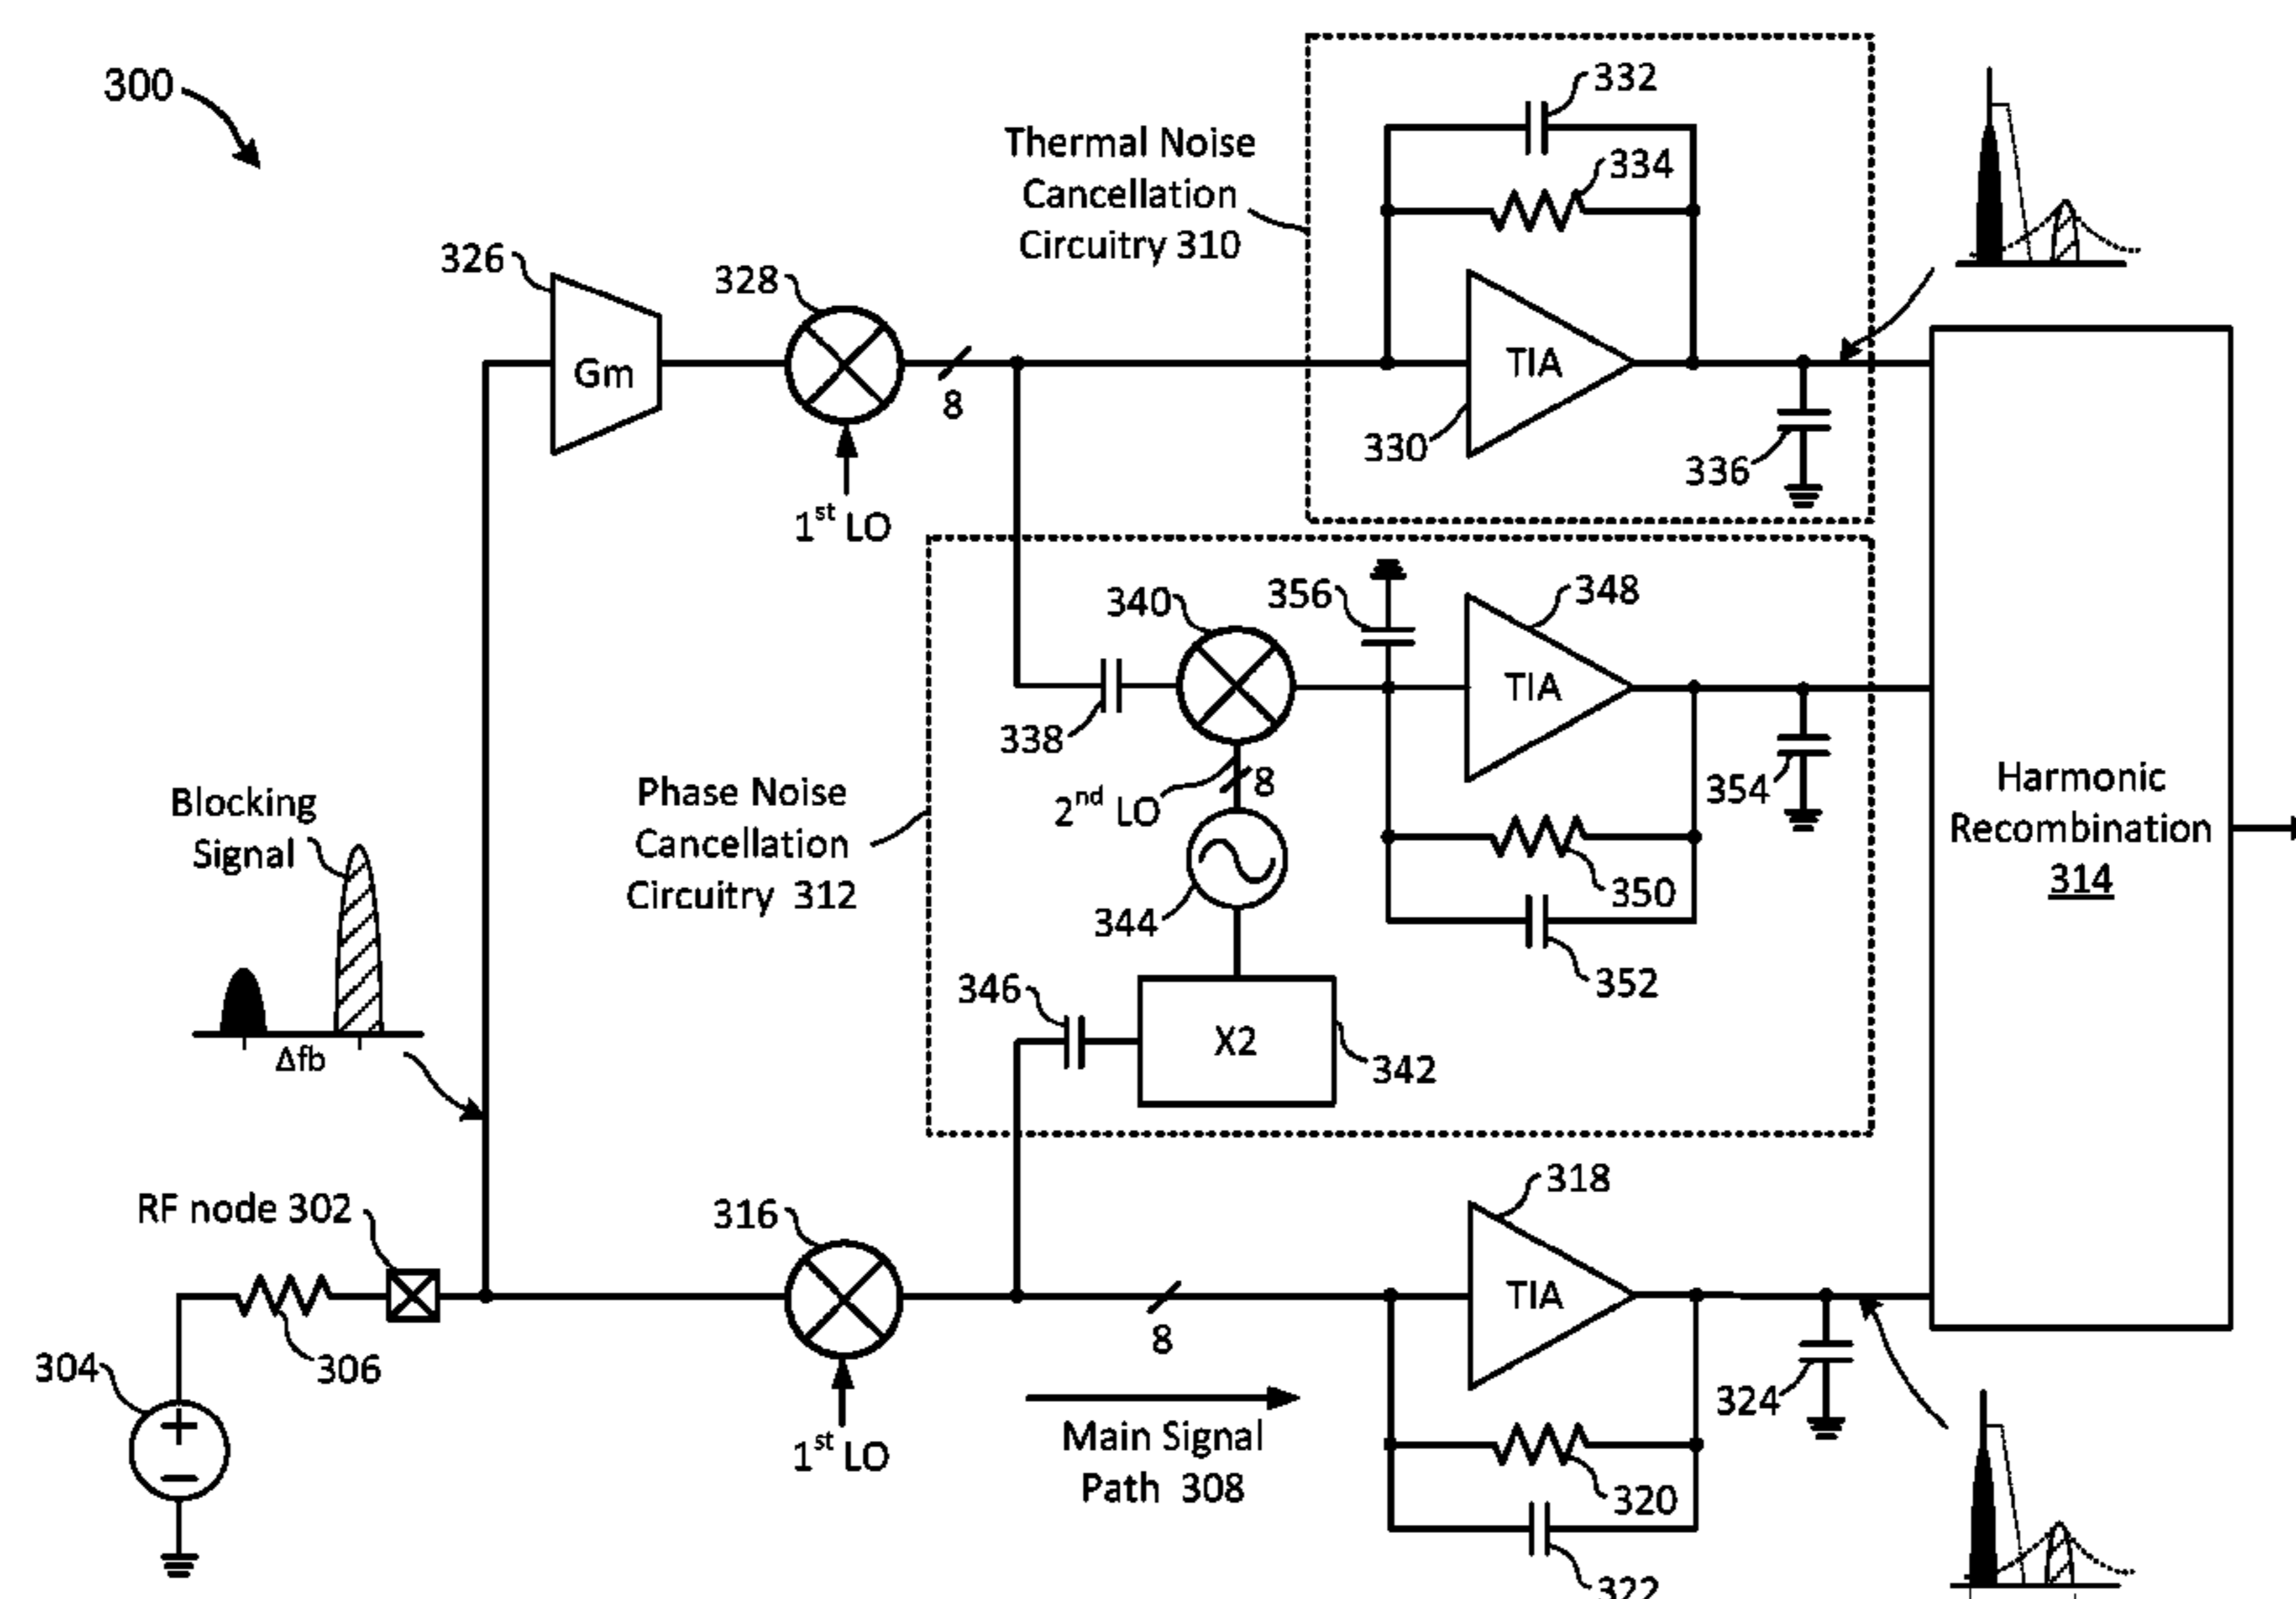 300
332
Thermal Noise
Cancellation
Circuitry 310
334
326
328
Gm
TIA
8
330
336
1st LO
340
356
348
TIA
338
2nd LO
8
354
Phase Noise
Cancellation
Circuitry 312
Harmonic
Recombination
314
Blocking
Signal
350
344
352
346
X2
342
Δfb
RF node 302
316
318
TIA
8
304
306
324
1st LO
Main Signal
Path 308
320
322